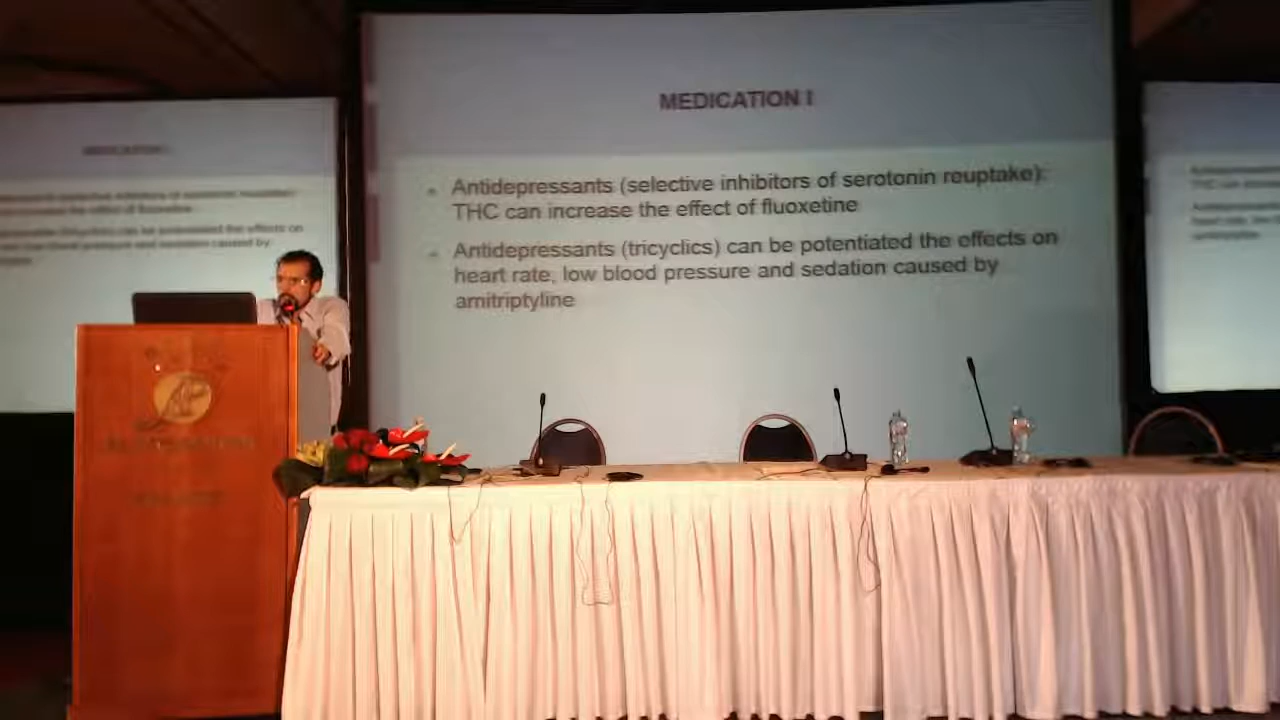 MEDICATION I
Antidepressants (selective inhibitors of serotonin reuptake):
THC can increase the effect of fluoxetine
Antidepressants (tricyclics) can be potentiated the effects on
heart rate, low blood pressure and sedation caused by
amitriptyline